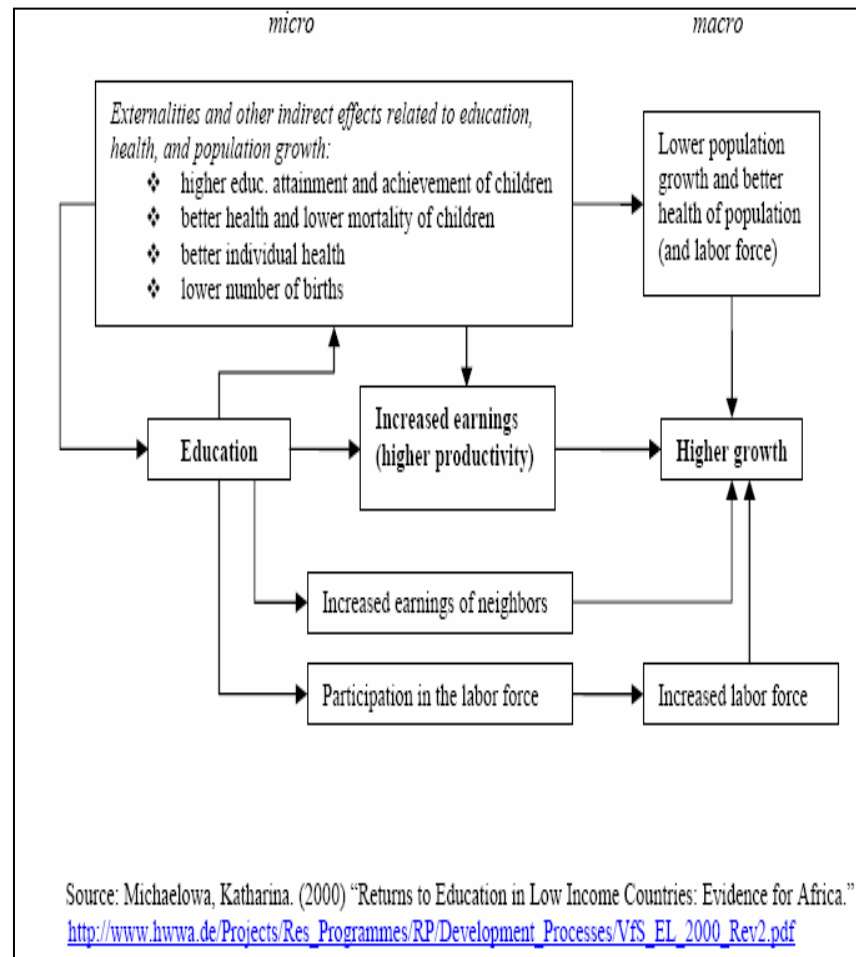 micro
macro
Externalities and other indirect effects related to education,
health, and population growth:
❖ higher educ. attainment and achievement of children
❖ better health and lower mortality of children
❖ better individual health
❖ lower number of births
Lower population
growth and better
health of population
(and labor force)
Education
Increased earnings
(higher productivity)
Higher growth
Increased earnings of neighbors
Participation in the labor force
Increased labor force
Source: Michaelowa, Katharina. (2000) “Returns to Education in Low Income Countries: Evidence for Africa.”
http://www.hwwa.de/Projects/Res_Programmes/RP/Development_Processes/VfS_EL_2000_Rev2.pdf